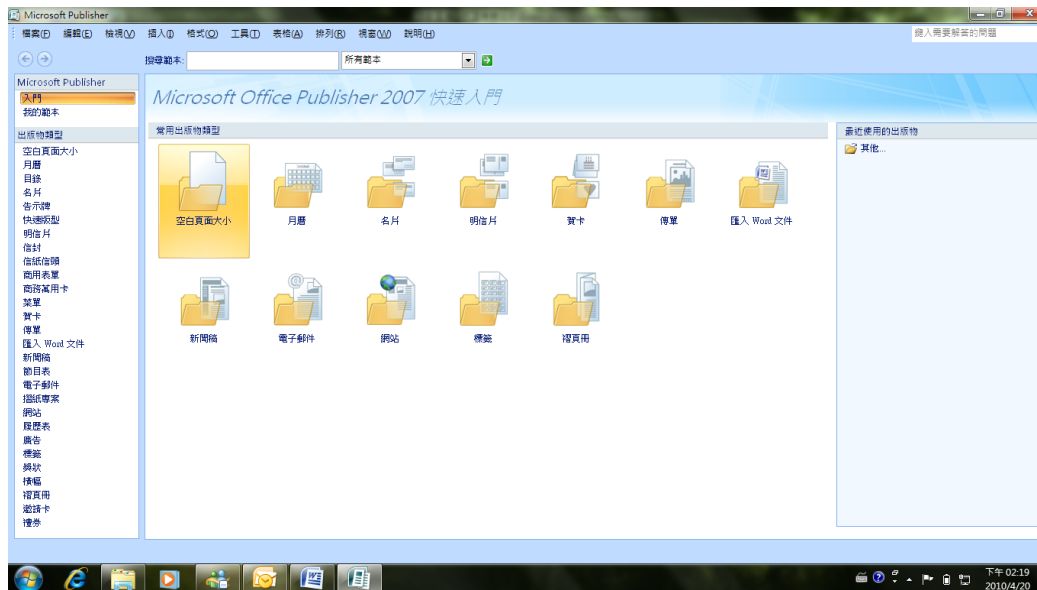 Microsoft Publisher
檔案(F) 編輯(E) 檢視(V) 插入(I) 格式(O) 工具(T) 表格(A) 排列(R) 視窗(W) 說明(H)
鍵入需要解答的問題
搜尋範本:
所有範本
Microsoft Publisher
入門
我的範本
出版物類型
空白頁面大小
月曆
目錄
名片
告示牌
快速版型
明信片
信封
信紙信頭
商用表單
商務萬用卡
菜單
賀卡
傳單
匯入 Word 文件
新聞稿
節目表
電子郵件
摺紙專案
網站
履歷表
廣告
標籤
獎狀
橫幅
褶頁冊
邀請卡
禮券
Microsoft Office Publisher 2007 快速入門
常用出版物類型
空白頁面大小
月曆
名片
明信片
賀卡
傳單
匯入 Word 文件
新聞稿
電子郵件
網站
標籤
褶頁冊
最近使用的出版物
其他...
下午 02:19
2010/4/20